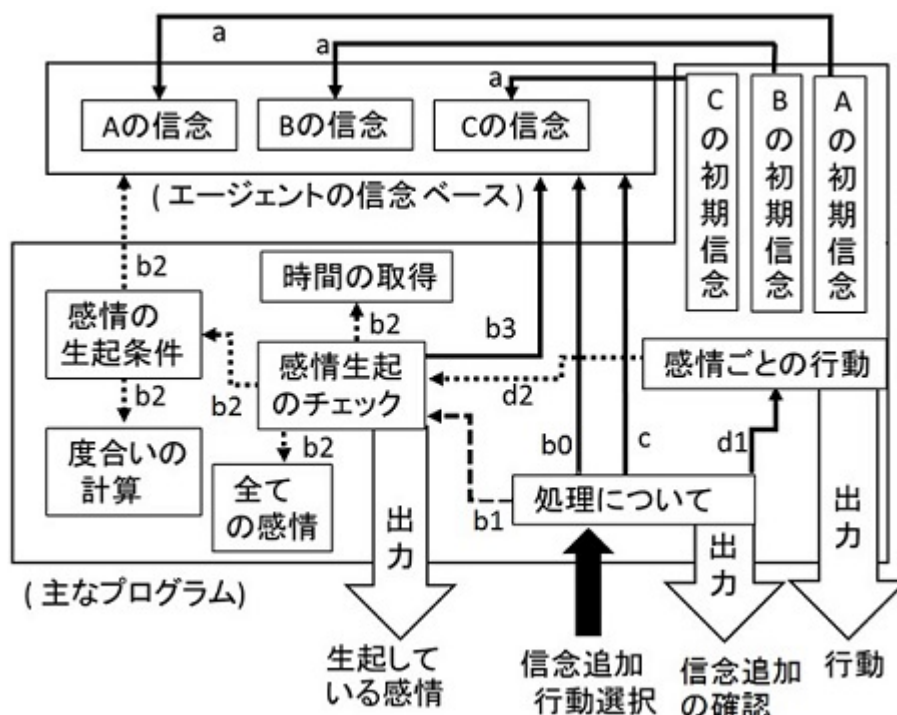 a
a
a
Aの信念
Bの信念
Cの信念
Cの初期信念
Bの初期信念
Aの初期信念
(エージェントの信念ベース)
b2
時間の取得
感情の
生起条件
b2
b3
感情生起
のチェック
感情ごとの行動
b2
b2
d2
b2
b0
c
d1
度合いの
計算
全て
の感情
b1
処理について
出力
出力
出力
(主なプログラム)
生起して
いる感情
信念追加
行動選択
信念追加
の確認
行動